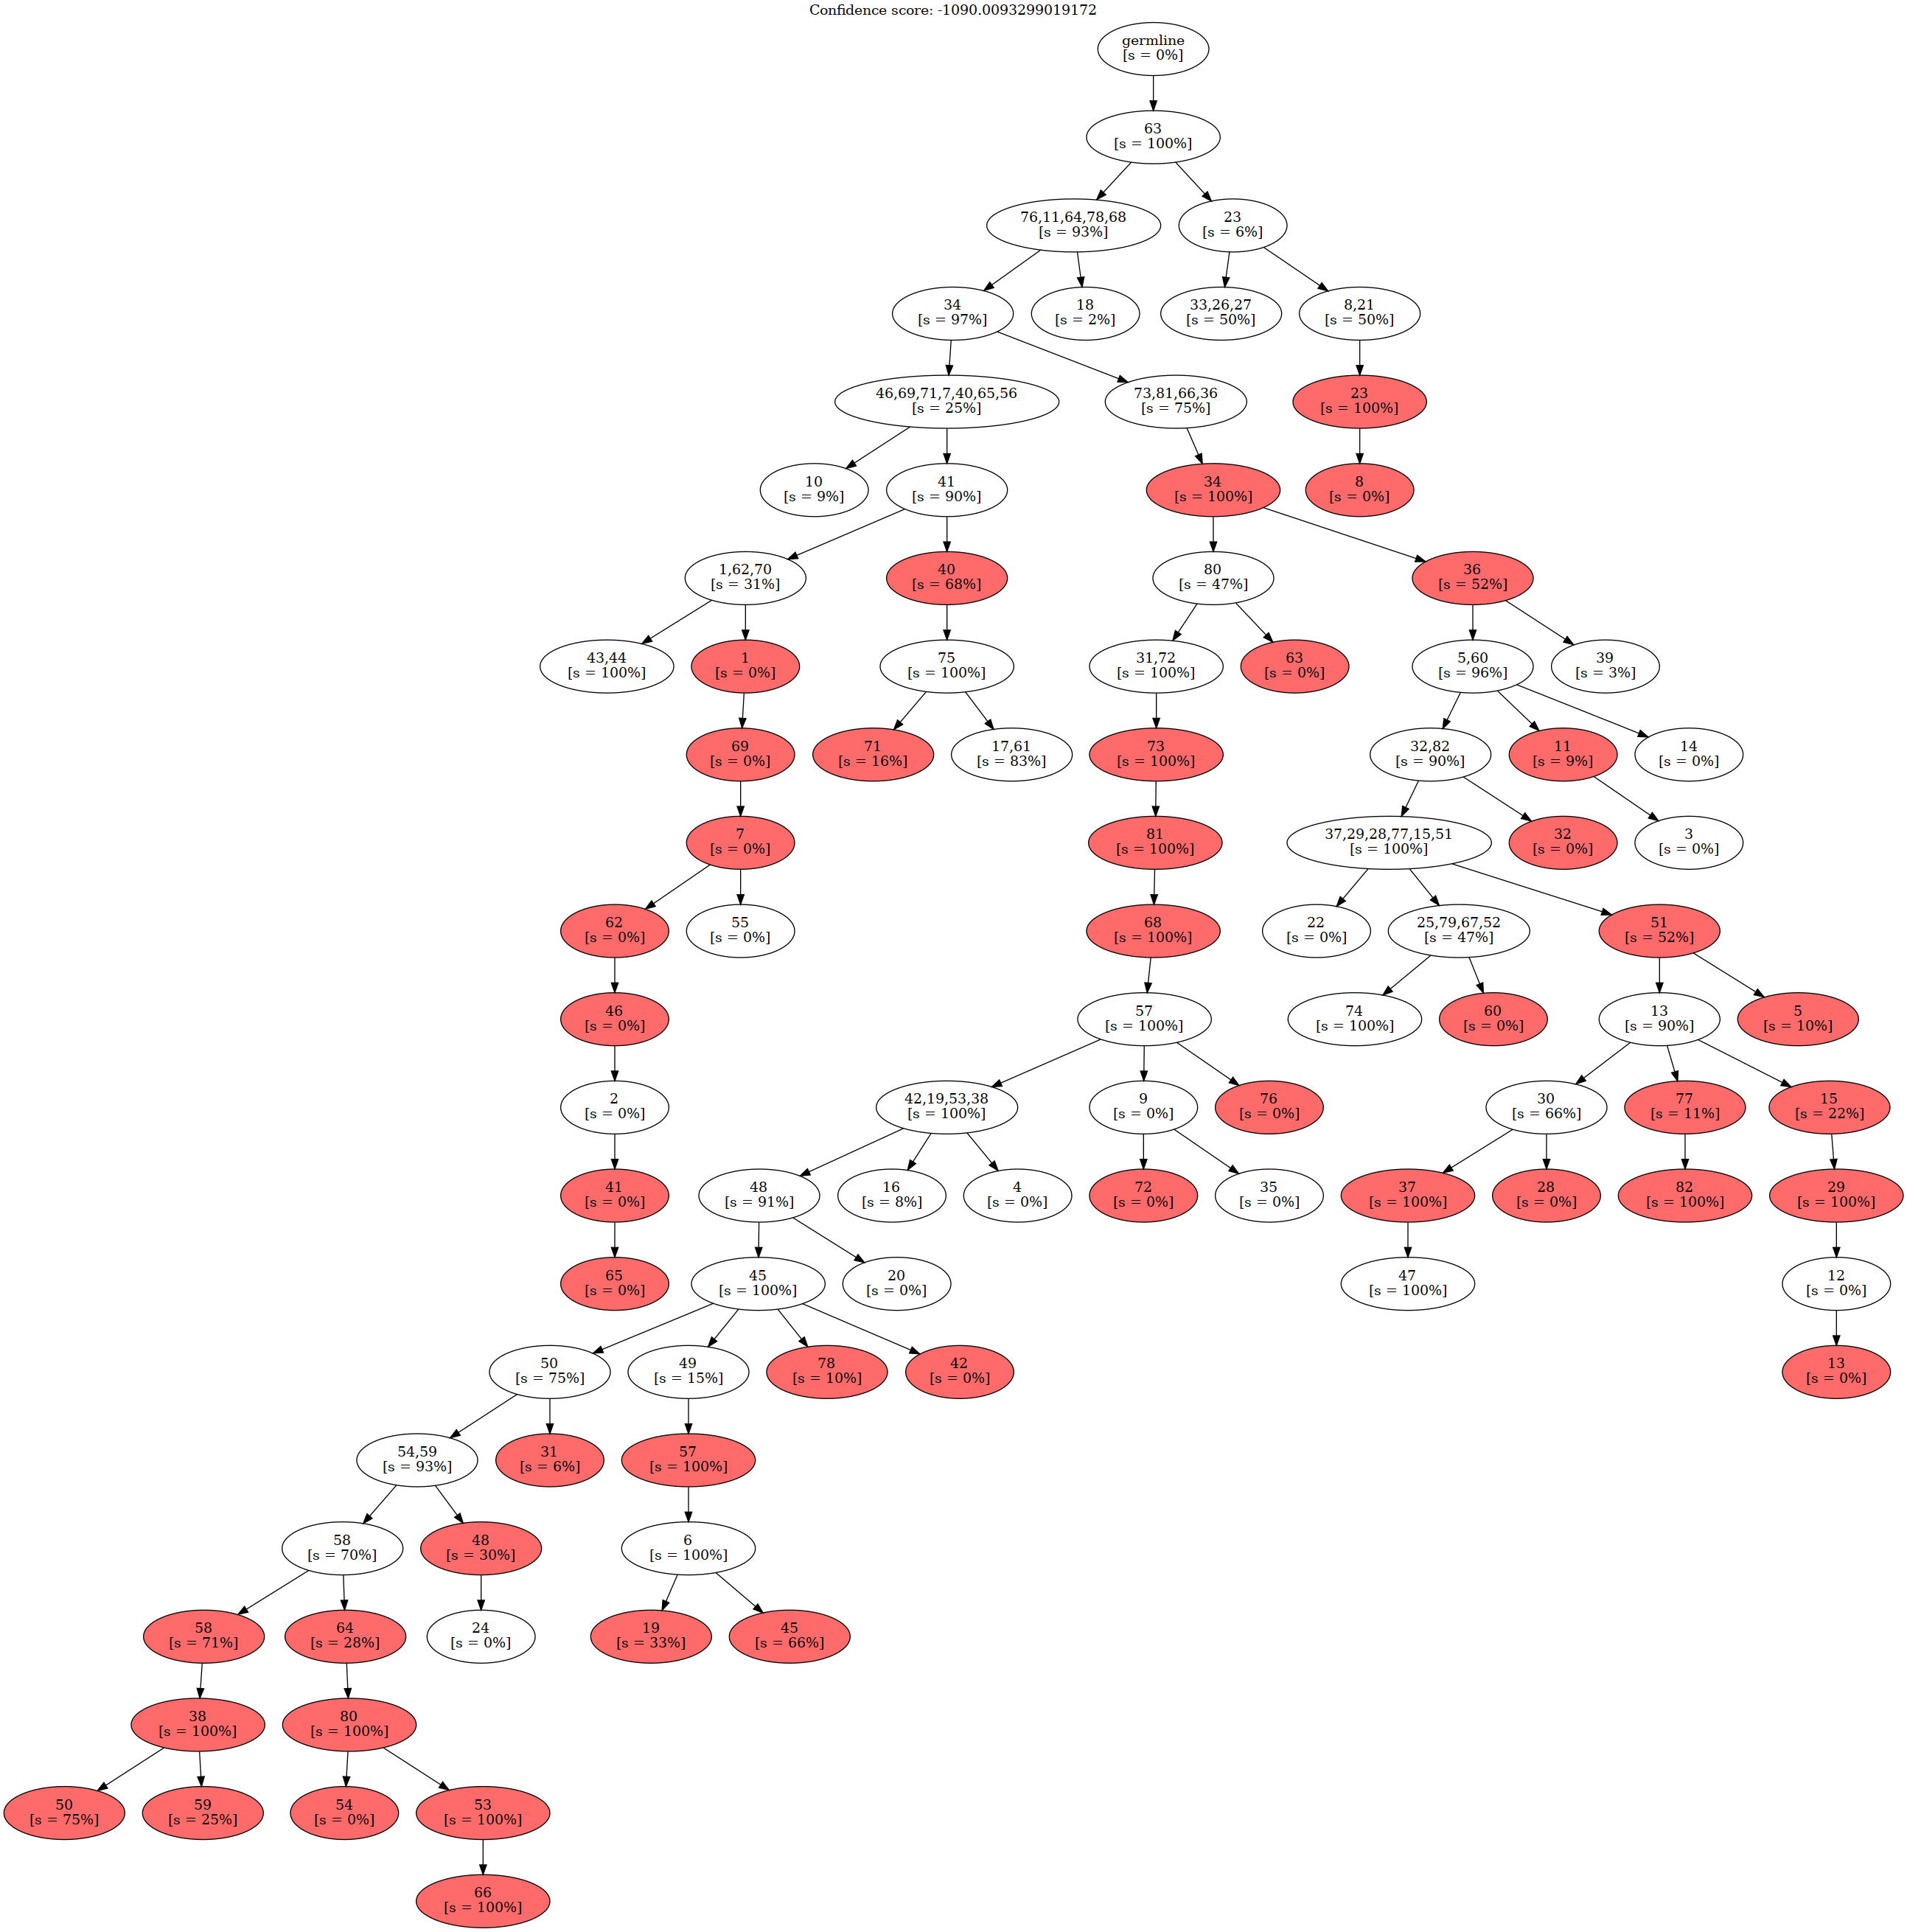 Confidence score: -1090.0093299019172
germline
[s = 0%]
63
[s = 100%]
76,11,64,78,68
[s = 93%]
23
[s = 6%]
34
[s = 97%]
18
[s = 2%]
33,26,27
[s = 50%]
8,21
[s = 50%]
46,69,71,7,40,65,56
[s = 25%]
73,81,66,36
[s = 75%]
23
[s = 100%]
10
[s = 9%]
41
[s = 90%]
34
[s = 100%]
8
[s = 0%]
1,62,70
[s = 31%]
40
[s = 68%]
80
[s = 47%]
36
[s = 52%]
43,44
[s = 100%]
1
[s = 0%]
75
[s = 100%]
31,72
[s = 100%]
63
[s = 0%]
5,60
[s = 96%]
39
[s = 3%]
69
[s = 0%]
71
[s = 16%]
17,61
[s = 83%]
73
[s = 100%]
32,82
[s = 90%]
11
[s = 9%]
14
[s = 0%]
7
[s = 0%]
81
[s = 100%]
37,29,28,77,15,51
[s = 100%]
32
[s = 0%]
3
[s = 0%]
62
[s = 0%]
55
[s = 0%]
68
[s = 100%]
22
[s = 0%]
25,79,67,52
[s = 47%]
51
[s = 52%]
46
[s = 0%]
57
[s = 100%]
74
[s = 100%]
60
[s = 0%]
13
[s = 90%]
5
[s = 10%]
2
[s = 0%]
42,19,53,38
[s = 100%]
9
[s = 0%]
76
[s = 0%]
30
[s = 66%]
77
[s = 11%]
15
[s = 22%]
41
[s = 0%]
48
[s = 91%]
16
[s = 8%]
4
[s = 0%]
72
[s = 0%]
35
[s = 0%]
37
[s = 100%]
28
[s = 0%]
82
[s = 100%]
29
[s = 100%]
65
[s = 0%]
45
[s = 100%]
20
[s = 0%]
47
[s = 100%]
12
[s = 0%]
50
[s = 75%]
49
[s = 15%]
78
[s = 10%]
42
[s = 0%]
13
[s = 0%]
54,59
[s = 93%]
31
[s = 6%]
57
[s = 100%]
58
[s = 70%]
48
[s = 30%]
6
[s = 100%]
58
[s = 71%]
64
[s = 28%]
24
[s = 0%]
19
[s = 33%]
45
[s = 66%]
38
[s = 100%]
80
[s = 100%]
50
[s = 75%]
59
[s = 25%]
54
[s = 0%]
53
[s = 100%]
66
[s = 100%]